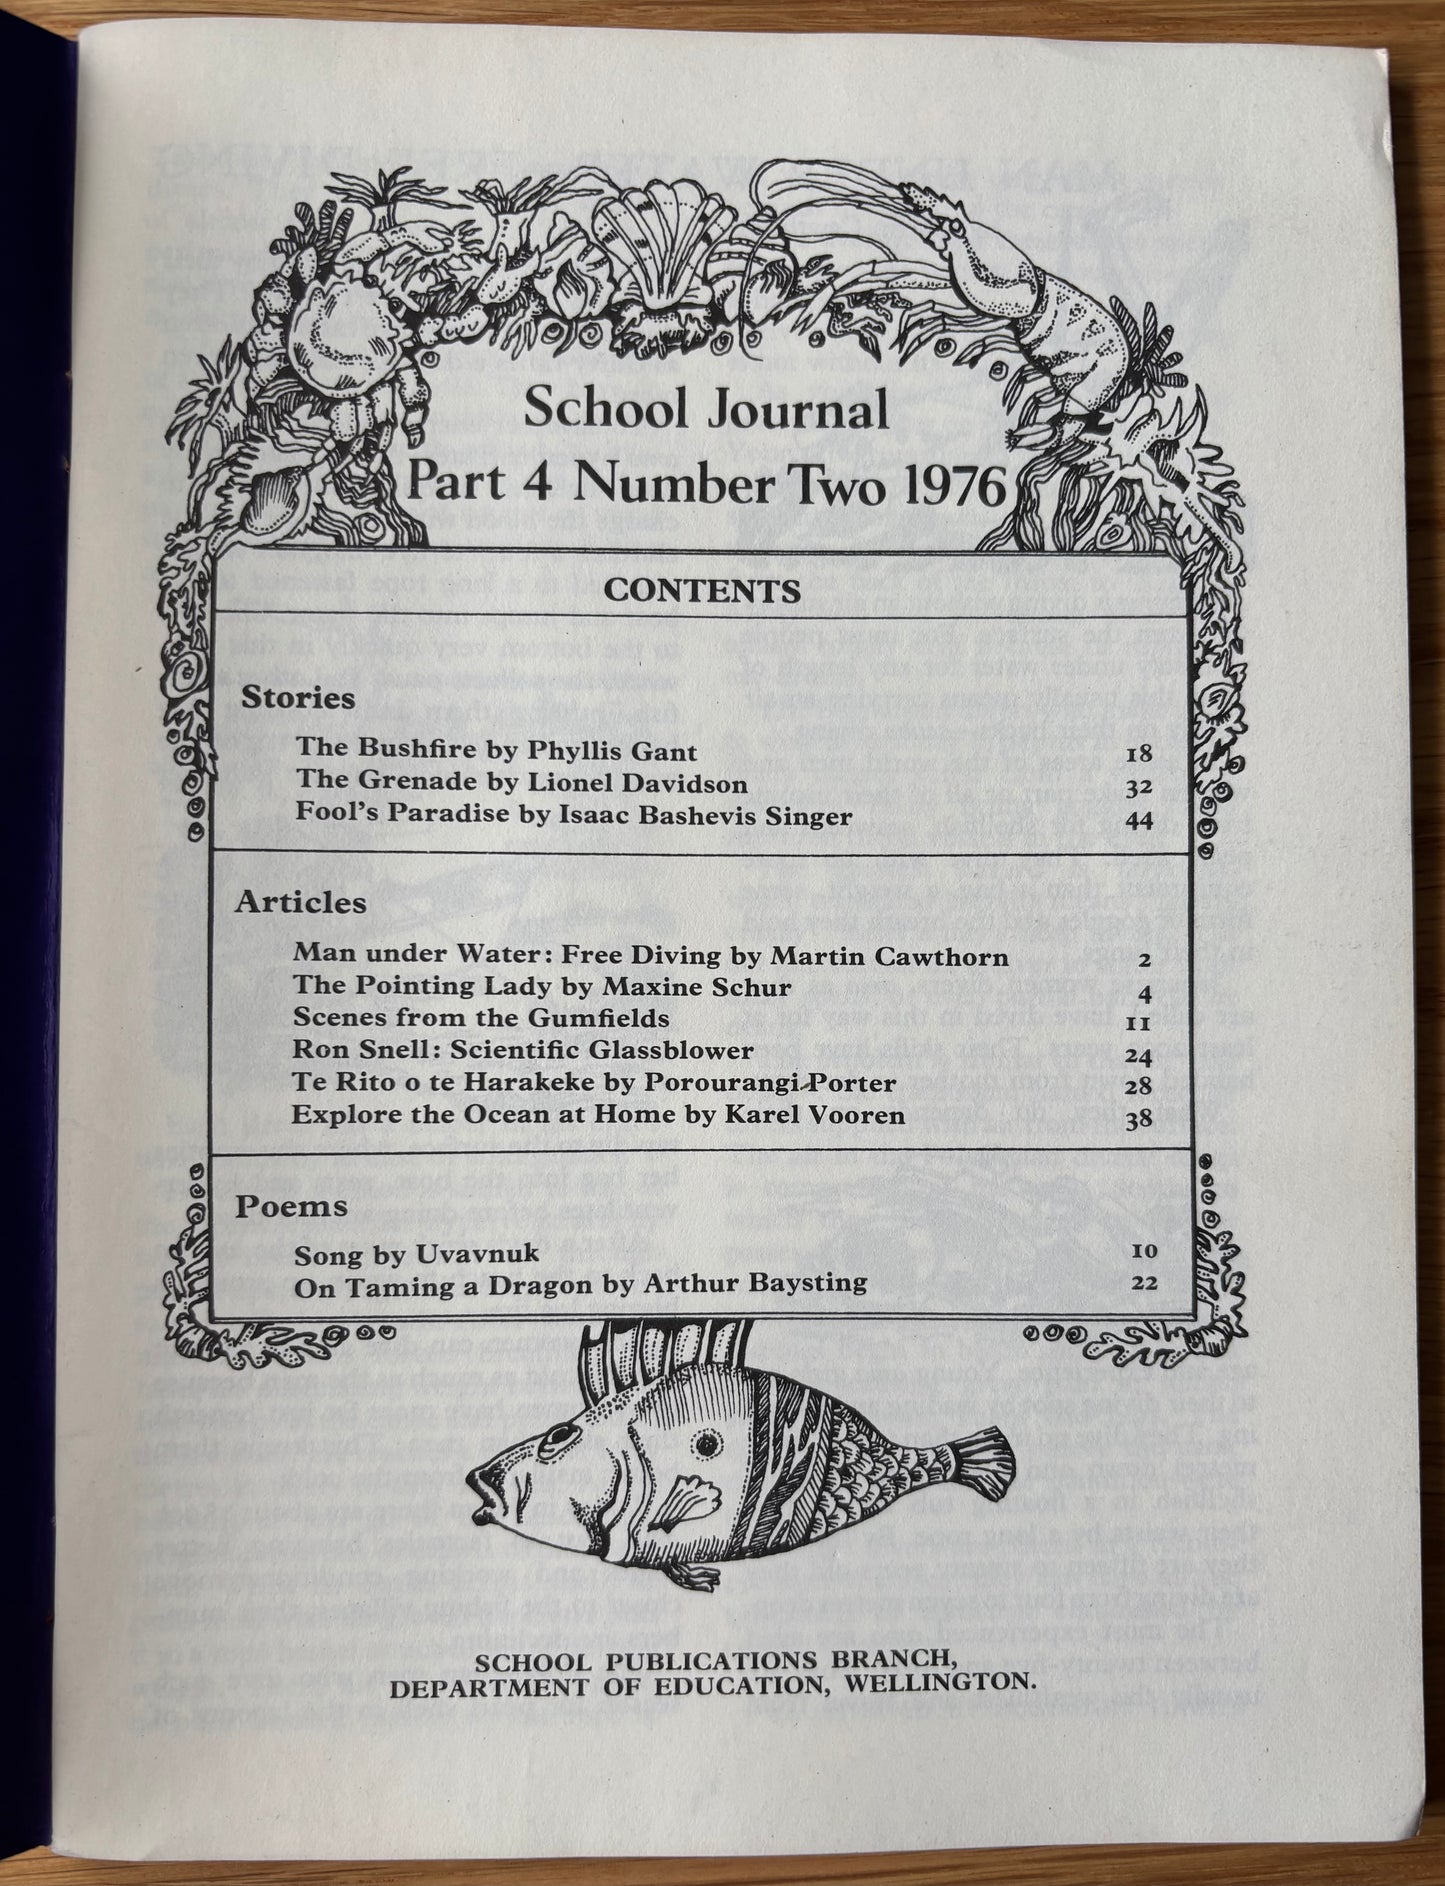 School Journal
Part 4 Number Two 1976
CONTENTS
Stories
The Bushfire by Phyllis Gant 18
The Grenade by Lionel Davidson 32
Fool's Paradise by Isaac Bashevis Singer 44
Articles
Man under Water: Free Diving by Martin Cawthorn 2
The Pointing Lady by Maxine Schur 4
Scenes from the Gumfields 11
Ron Snell: Scientific Glassblower 24
Te Rito o te Harakeke by Porourangi Porter 28
Explore the Ocean at Home by Karel Vooren 38
Poems
Song by Uvavnuk 10
On Taming a Dragon by Arthur Baysting 22
SCHOOL PUBLICATIONS BRANCH,
DEPARTMENT OF EDUCATION, WELLINGTON.